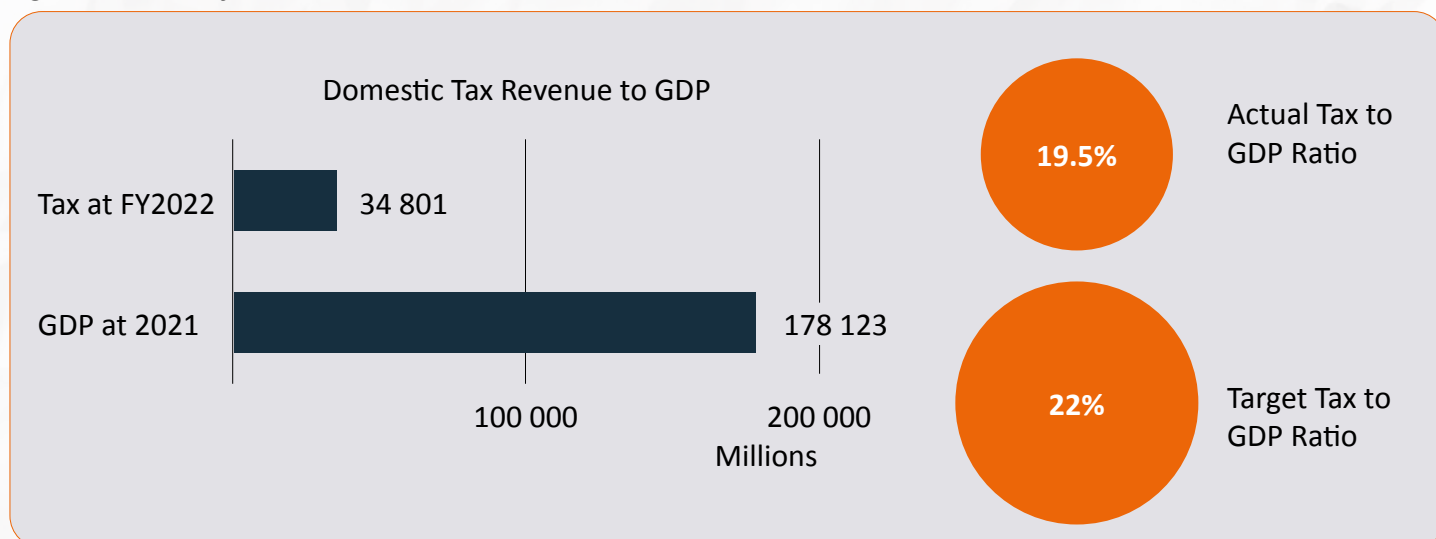 Domestic Tax Revenue to GDP
Tax at FY2022
34 801
GDP at 2021
178 123
100 000
200 000
Millions
19.5%
Actual Tax to
GDP Ratio
22%
Target Tax to
GDP Ratio